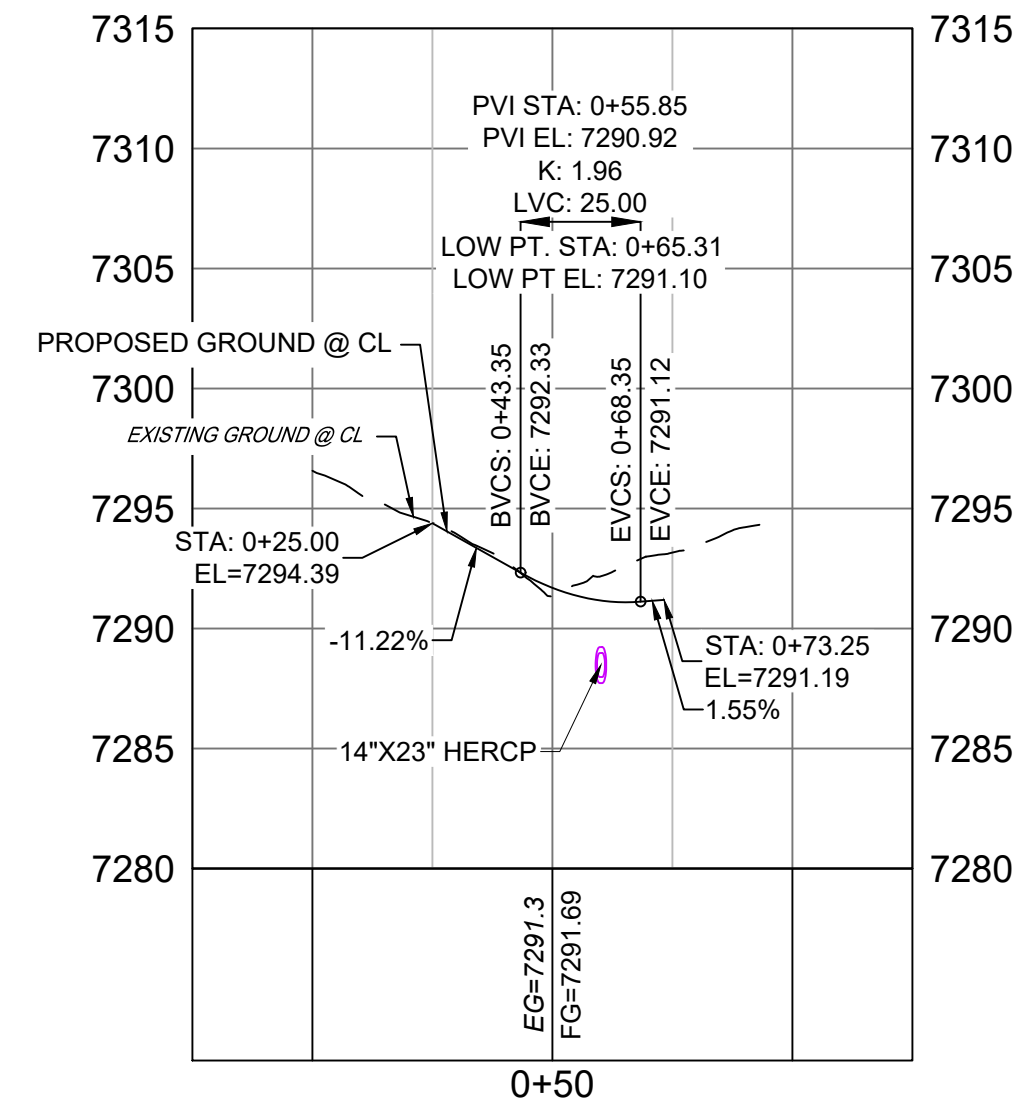 7315
7315
PVI STA: 0+55.85
PVI EL: 7290.92
7310
7310
K: 1.96
LVC: 25.00
LOW PT. STA: 0+65.31
7305
7305
LOW PT EL: 7291.10
PROPOSED GROUND @ CL
BVCS: 0+43.35
BVCE: 7292.33
EVCS: 0+68.35
EVCE: 7291.12
7300
7300
EXISTING GROUND @ CL
7295
7295
STA: 0+25.00
EL=7294.39
-11.22%
7290
7290
STA: 0+73.25
EL=7291.19
1.55%
14"X23" HERCP
7285
7285
7280
7280
EG=7291.3
FG=7291.69
0+50